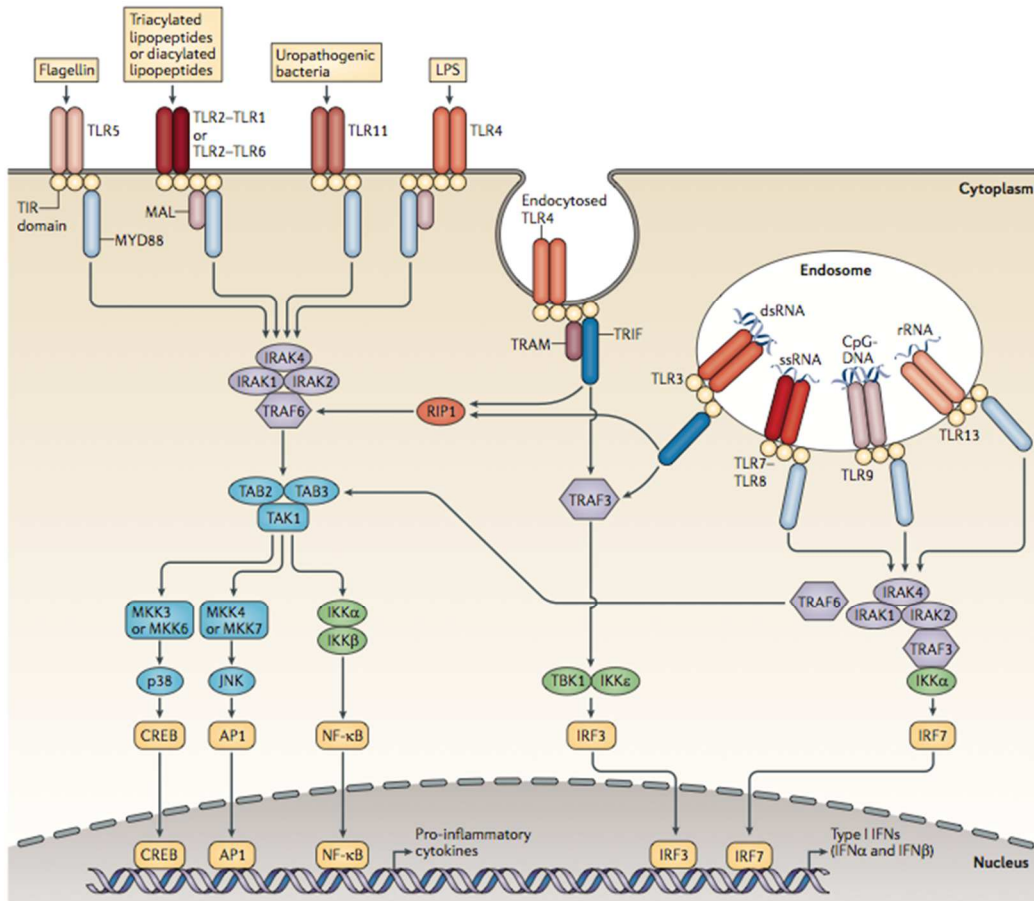 Flagellin
Triacylated
lipopeptides
or diacylated
lipopeptides
Uropathogenic
bacteria
LPS
TLR5
TLR2–TLR1
or
TLR2–TLR6
TLR11
TLR4
TIR
domain
MAL
MYD88
Cytoplasm
Endocytosed
TLR4
Endosome
dsRNA
ssRNA
CpG-
DNA
rRNA
TRAM
TRIF
TLR3
TLR7–
TLR8
TLR9
TLR13
IRAK4
IRAK1
IRAK2
TRAF6
RIP1
TAB2
TAB3
TAK1
TRAF3
TRAF6
IRAK4
IRAK1
IRAK2
TRAF3
IKKα
MKK3
or MKK6
MKK4
or MKK7
IKKα
IKKβ
p38
JNK
TBK1
IKKε
CREB
AP1
NF-κB
IRF3
IRF7
CREB
AP1
NF-κB
Pro-inflammatory
cytokines
IRF3
IRF7
Type I IFNs
(IFNα and IFNβ)
Nucleus